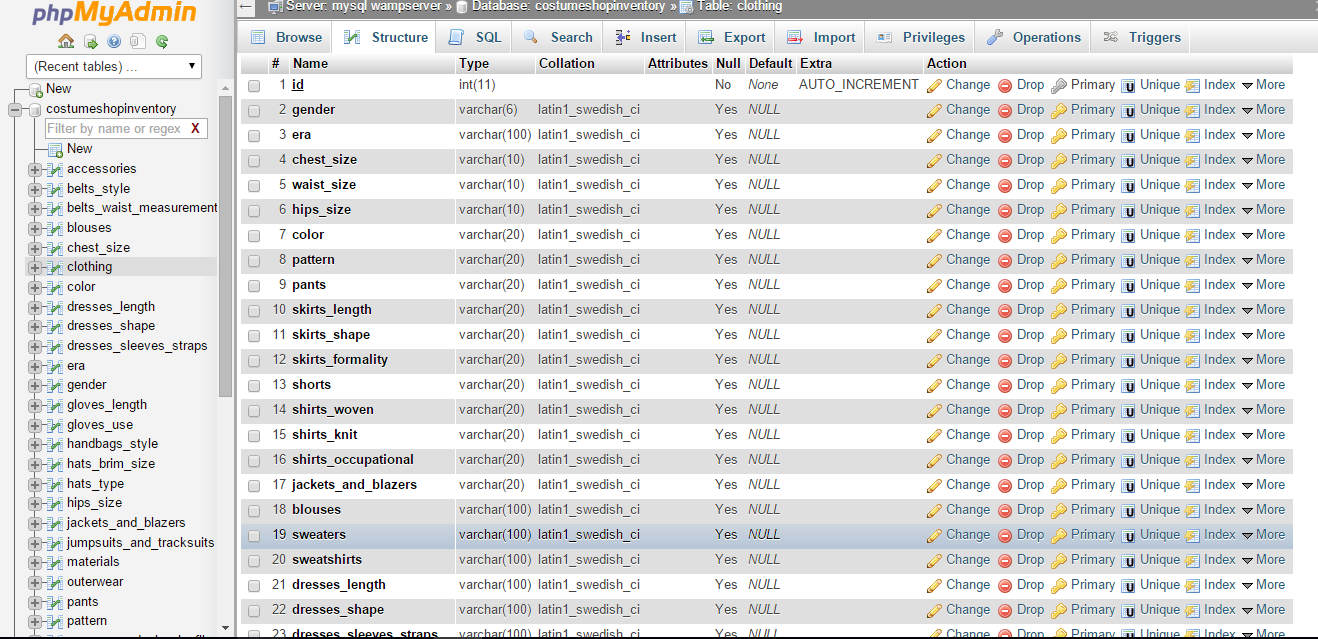 phpMyAdmin
(Recent tables) ...
New
costumeshopinventory
Filter by name or regex X
New
accessories
belts_style
belts_waist_measurement
blouses
chest_size
clothing
color
dresses_length
dresses_shape
dresses_sleeves_straps
era
gender
gloves_length
gloves_use
handbags_style
hats_brim_size
hats_type
hips_size
jackets_and_blazers
jumpsuits_and_tracksuits
materials
outerwear
pants
pattern
Server: mysql wampserver » Database: costumeshopinventory » Table: clothing
Browse Structure SQL Search Insert Export Import Privileges Operations Triggers
# Name Type Collation Attributes Null Default Extra Action
1 id int(11) No None AUTO_INCREMENT Change Drop Primary Unique Index More
2 gender varchar(6) latin1_swedish_ci Yes NULL Change Drop Primary Unique Index More
3 era varchar(100) latin1_swedish_ci Yes NULL Change Drop Primary Unique Index More
4 chest_size varchar(10) latin1_swedish_ci Yes NULL Change Drop Primary Unique Index More
5 waist_size varchar(10) latin1_swedish_ci Yes NULL Change Drop Primary Unique Index More
6 hips_size varchar(10) latin1_swedish_ci Yes NULL Change Drop Primary Unique Index More
7 color varchar(20) latin1_swedish_ci Yes NULL Change Drop Primary Unique Index More
8 pattern varchar(20) latin1_swedish_ci Yes NULL Change Drop Primary Unique Index More
9 pants varchar(20) latin1_swedish_ci Yes NULL Change Drop Primary Unique Index More
10 skirts_length varchar(20) latin1_swedish_ci Yes NULL Change Drop Primary Unique Index More
11 skirts_shape varchar(20) latin1_swedish_ci Yes NULL Change Drop Primary Unique Index More
12 skirts_formality varchar(20) latin1_swedish_ci Yes NULL Change Drop Primary Unique Index More
13 shorts varchar(20) latin1_swedish_ci Yes NULL Change Drop Primary Unique Index More
14 shirts_woven varchar(20) latin1_swedish_ci Yes NULL Change Drop Primary Unique Index More
15 shirts_knit varchar(20) latin1_swedish_ci Yes NULL Change Drop Primary Unique Index More
16 shirts_occupational varchar(20) latin1_swedish_ci Yes NULL Change Drop Primary Unique Index More
17 jackets_and_blazers varchar(20) latin1_swedish_ci Yes NULL Change Drop Primary Unique Index More
18 blouses varchar(100) latin1_swedish_ci Yes NULL Change Drop Primary Unique Index More
19 sweaters varchar(100) latin1_swedish_ci Yes NULL Change Drop Primary Unique Index More
20 sweatshirts varchar(100) latin1_swedish_ci Yes NULL Change Drop Primary Unique Index More
21 dresses_length varchar(100) latin1_swedish_ci Yes NULL Change Drop Primary Unique Index More
22 dresses_shape varchar(100) latin1_swedish_ci Yes NULL Change Drop Primary Unique Index More
23 dresses_sleeves_straps varchar(100) latin1_swedish_ci Yes NULL Change Drop Primary Unique Index More